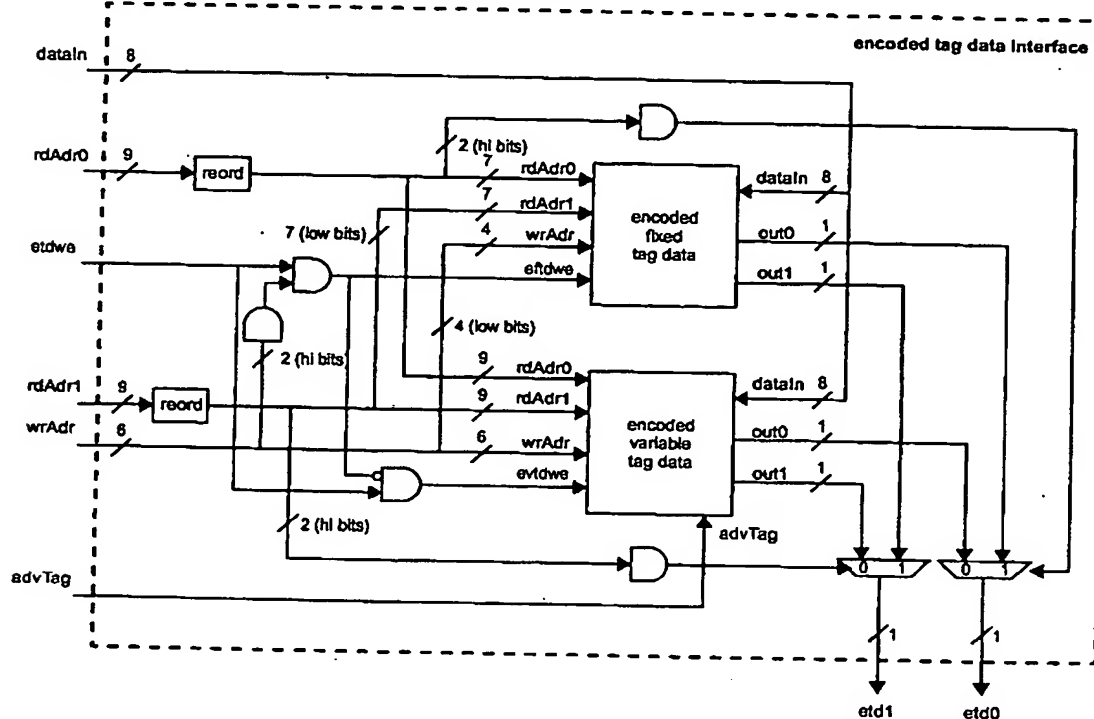 encoded tag data interface
dataIn
8
2 (hi bits)
rdAdr0
9
reord
7
rdAdr0
dataIn
8
7
rdAdr1
encoded
fixed
tag data
7 (low bits)
4
wrAdr
out0
1
etdwe
eftdwe
out1
1
4 (low bits)
2 (hi bits)
9
rdAdr0
dataIn
8
rdAdr1
9
reord
9
rdAdr1
encoded
variable
tag data
wrAdr
6
6
wrAdr
out0
1
evtdwe
out1
1
2 (hi bits)
advTag
advTag
0
1
0
1
1
1
etd1
etd0